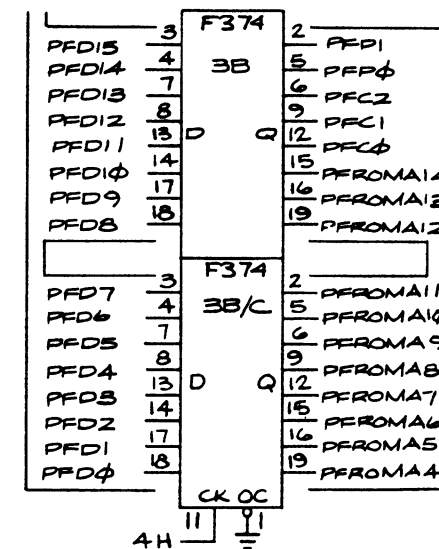 F374
3B
PFD15 3 2 PFP1
PFD14 4 5 PFPØ
PFD13 7 6 PFC2
PFD12 8 9 PFC1
PFD11 13 D Q 12 PFCØ
PFD1Ø 14 15 PFROMA14
PFD9 17 16 PFROMA13
PFD8 18 19 PFROMA12
F374
3B/C
PFD7 3 2 PFROMA11
PFD6 4 5 PFROMA1Ø
PFD5 7 6 PFROMA9
PFD4 8 9 PFROMA8
PFD3 13 D Q 12 PFROMA7
PFD2 14 15 PFROMA6
PFD1 17 16 PFROMA5
PFDØ 18 19 PFROMA4
CK OC
11 1
4H